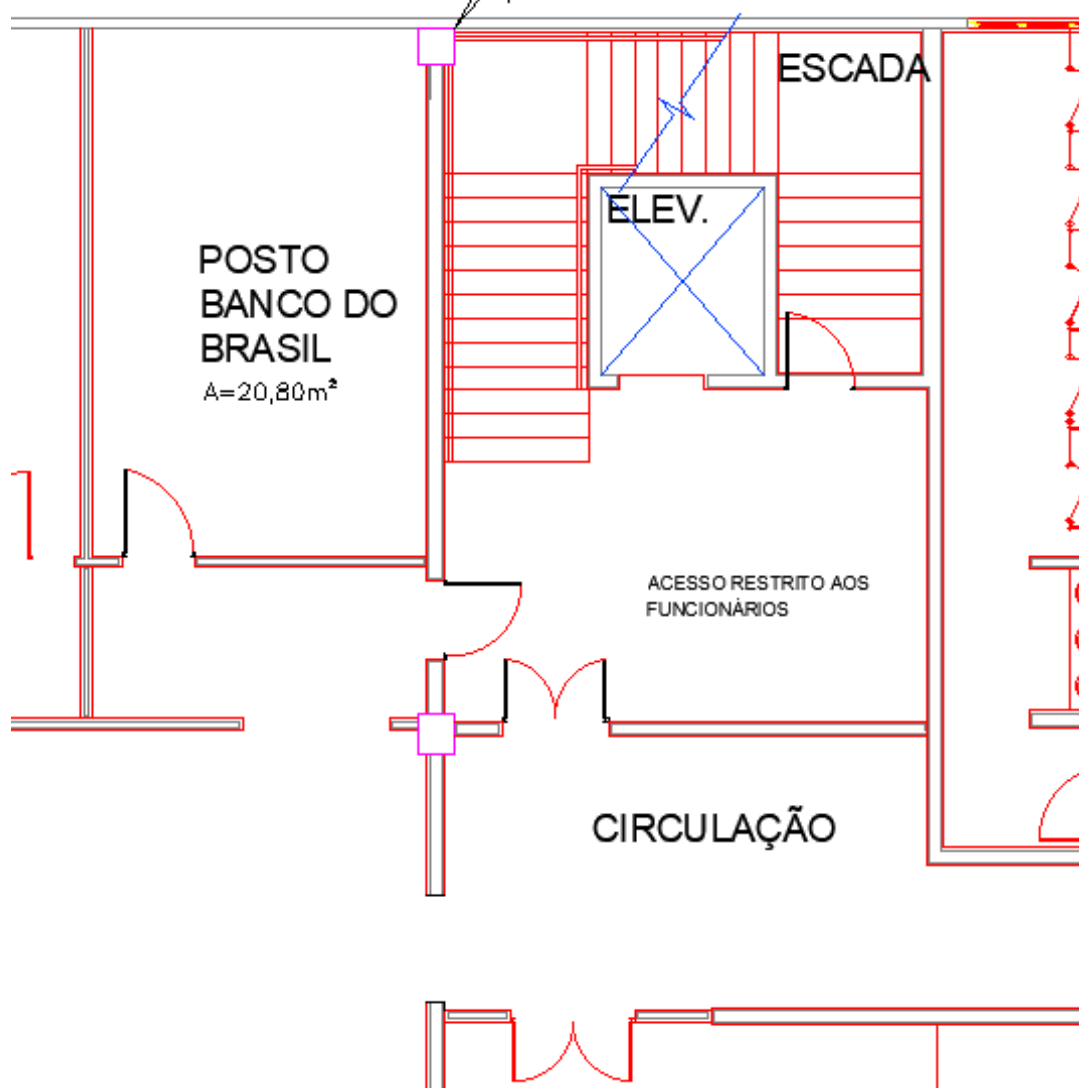 ESCADA
ELEV.
POSTO
BANCO DO
BRASIL
A=20,80m²
ACESSO RESTRITO AOS
FUNCIONÁRIOS
CIRCULAÇÃO